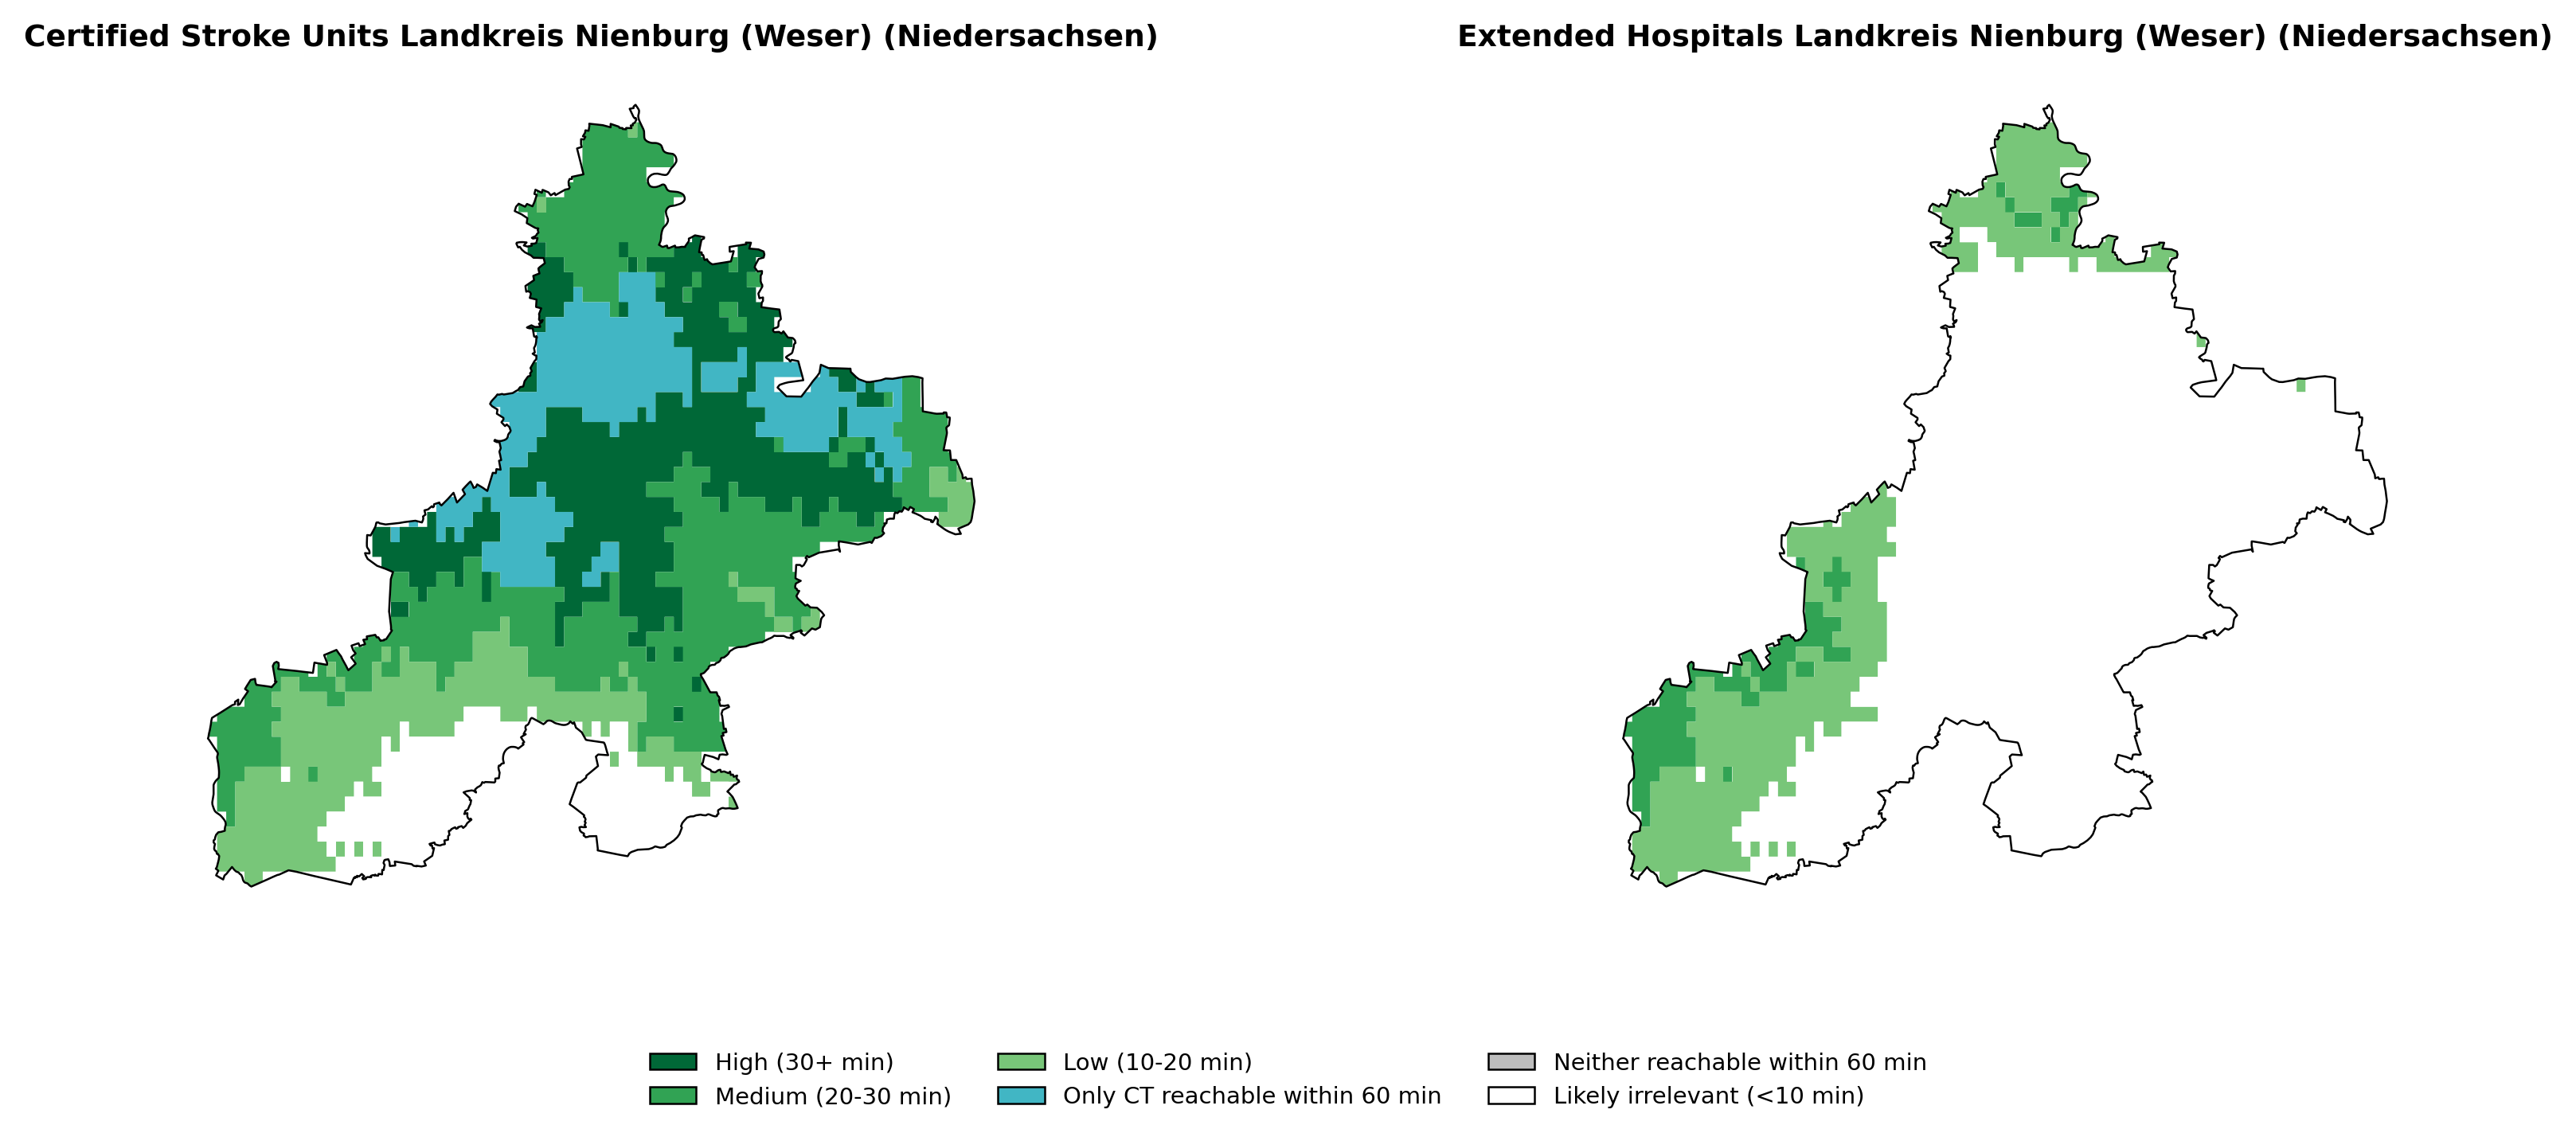 Certified Stroke Units Landkreis Nienburg (Weser) (Niedersachsen)
Extended Hospitals Landkreis Nienburg (Weser) (Niedersachsen)
High (30+ min)
Medium (20-30 min)
Low (10-20 min)
Only CT reachable within 60 min
Neither reachable within 60 min
Likely irrelevant (<10 min)